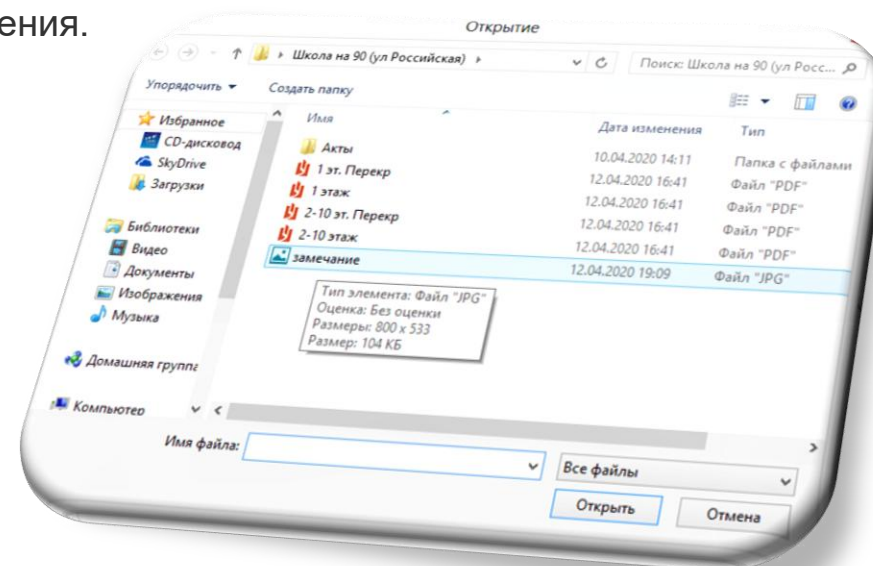 ения.
Открытие
Школа на 90 (ул Российская)
Поиск: Школа на 90 (ул Росс...
Упорядочить
Создать папку
Избранное
CD-дисковод
SkyDrive
Загрузки
Библиотеки
Видео
Документы
Изображения
Музыка
Домашняя группа
Компьютер
Имя Дата изменения Тип
Акты 10.04.2020 14:11 Папка с файлами
1 эт. Перекр 12.04.2020 16:41 Файл "PDF"
1 этаж 12.04.2020 16:41 Файл "PDF"
2-10 эт. Перекр 12.04.2020 16:41 Файл "PDF"
2-10 этаж 12.04.2020 16:41 Файл "PDF"
замечание 12.04.2020 19:09 Файл "JPG"
Тип элемента: Файл "JPG"
Оценка: Без оценки
Размеры: 800 x 533
Размер: 104 КБ
Имя файла:
Все файлы
Открыть
Отмена